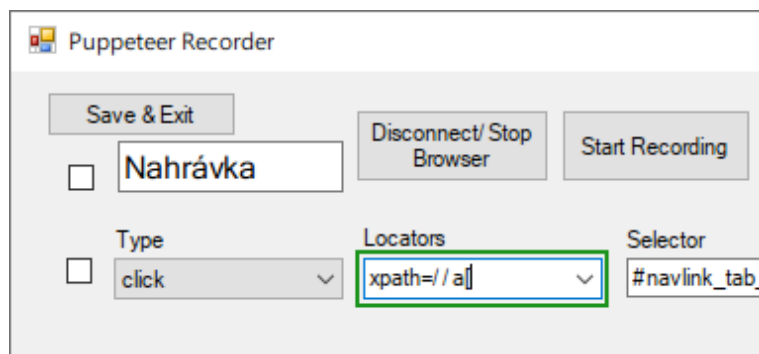 Puppeteer Recorder
Save & Exit
Disconnect/ Stop
Browser
Start Recording
Nahrávka
Type
Locators
Selector
click
xpath=//a[
#navlink_tab_